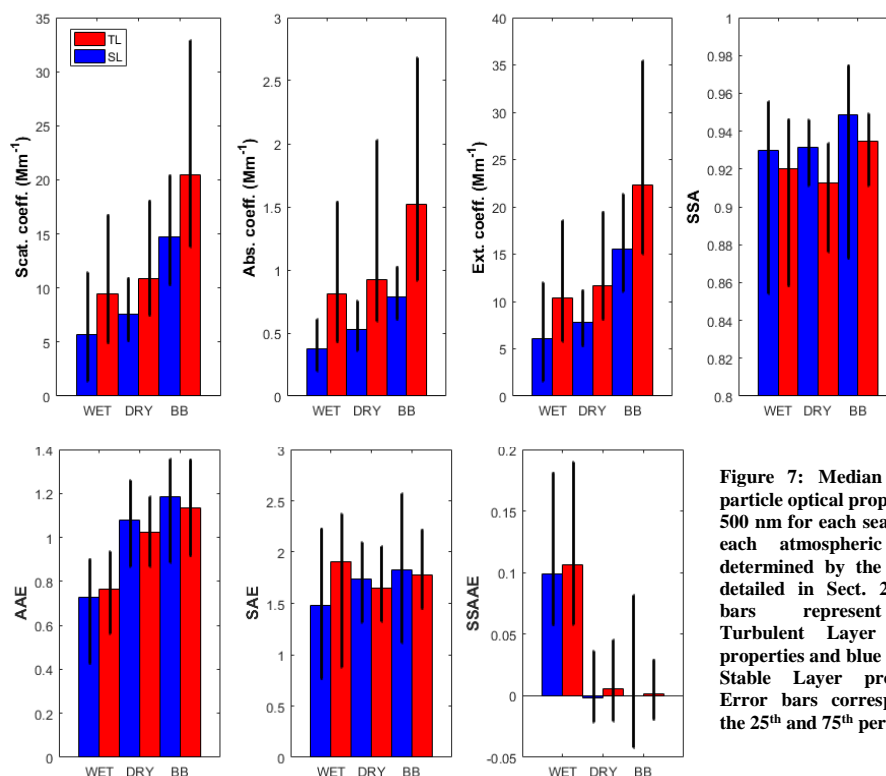 Scat. coeff. (Mm⁻¹)
35
30
25
20
15
10
5
0
TL
SL
WET DRY BB
Abs. coeff. (Mm⁻¹)
3
2.5
2
1.5
1
0.5
0
WET DRY BB
Ext. coeff. (Mm⁻¹)
40
35
30
25
20
15
10
5
0
WET DRY BB
SSA
1
0.98
0.96
0.94
0.92
0.9
0.88
0.86
0.84
0.82
0.8
WET DRY BB
AAE
1.4
1.2
1
0.8
0.6
0.4
0.2
0
WET DRY BB
SAE
3
2.5
2
1.5
1
0.5
0
WET DRY BB
SSAAE
0.2
0.15
0.1
0.05
0
-0.05
WET DRY BB
Figure 7: Median
particle optical prop
500 nm for each sea
each atmospheric
determined by the
detailed in Sect. 2
bars represent
Turbulent Layer
properties and blue
Stable Layer pro
Error bars corresp
the 25th and 75th per